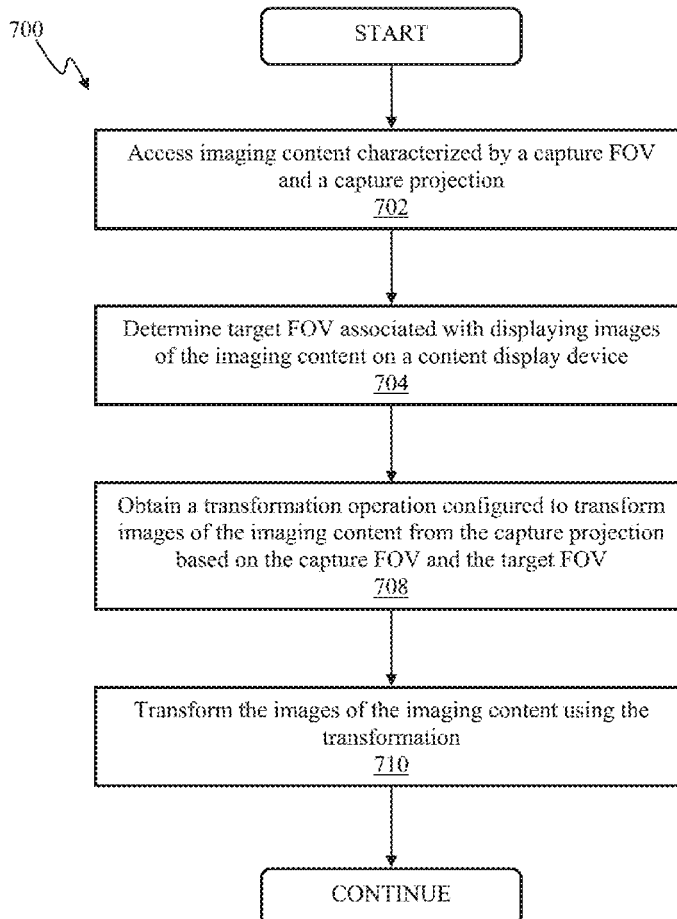 700
START
Access imaging content characterized by a capture FOV
and a capture projection
702
Determine target FOV associated with displaying images
of the imaging content on a content display device
704
Obtain a transformation operation configured to transform
images of the imaging content from the capture projection
based on the capture FOV and the target FOV
708
Transform the images of the imaging content using the
transformation
710
CONTINUE